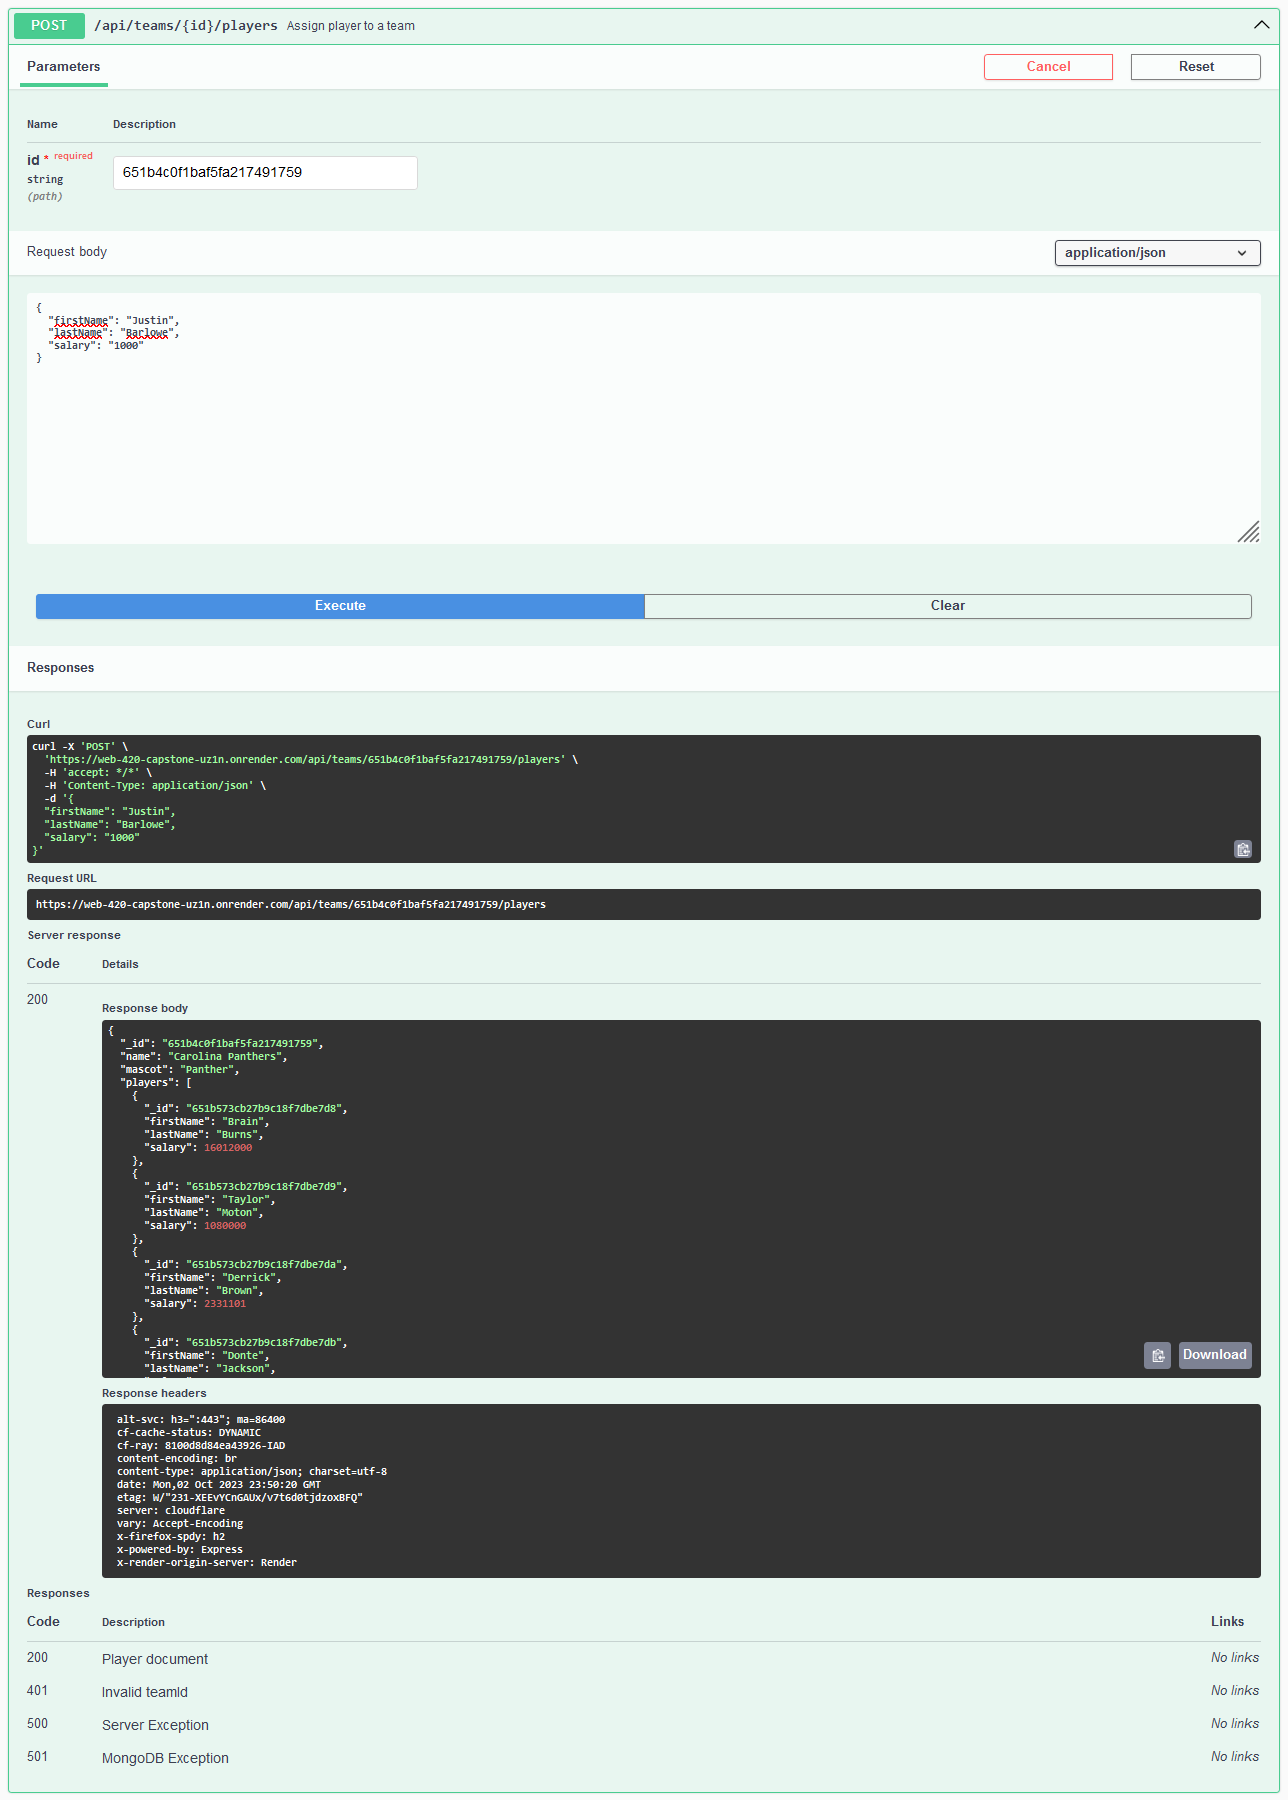 POST /api/teams/{id}/players Assign player to a team
Parameters
Cancel
Reset
Name Description
id * required
string
(path)
651b4c0f1baf5fa217491759
Request body
application/json
{
  "firstName": "Justin",
  "lastName": "Barlowe",
  "salary": "1000"
}
Execute
Clear
Responses
Curl
curl -X 'POST' \
  'https://web-420-capstone-uz1n.onrender.com/api/teams/651b4c0f1baf5fa217491759/players' \
  -H 'accept: */*' \
  -H 'Content-Type: application/json' \
  -d '{
  "firstName": "Justin",
  "lastName": "Barlowe",
  "salary": "1000"
}'
Request URL
https://web-420-capstone-uz1n.onrender.com/api/teams/651b4c0f1baf5fa217491759/players
Server response
Code Details
200
Response body
{
  "_id": "651b4c0f1baf5fa217491759",
  "name": "Carolina Panthers",
  "mascot": "Panther",
  "players": [
    {
      "_id": "651b573cb27b9c18f7dbe7d8",
      "firstName": "Brain",
      "lastName": "Burns",
      "salary": 16012000
    },
    {
      "_id": "651b573cb27b9c18f7dbe7d9",
      "firstName": "Taylor",
      "lastName": "Moton",
      "salary": 1080000
    },
    {
      "_id": "651b573cb27b9c18f7dbe7da",
      "firstName": "Derrick",
      "lastName": "Brown",
      "salary": 2331101
    },
    {
      "_id": "651b573cb27b9c18f7dbe7db",
      "firstName": "Donte",
      "lastName": "Jackson",
Download
Response headers
alt-svc: h3=":443"; ma=86400
cf-cache-status: DYNAMIC
cf-ray: 8100d8d84ea43926-IAD
content-encoding: br
content-type: application/json; charset=utf-8
date: Mon,02 Oct 2023 23:50:20 GMT
etag: W/"231-XEEvYCnGAUx/v7t6d0tjdzoxBFQ"
server: cloudflare
vary: Accept-Encoding
x-firefox-spdy: h2
x-powered-by: Express
x-render-origin-server: Render
Responses
Code Description Links
200 Player document No links
401 Invalid teamId No links
500 Server Exception No links
501 MongoDB Exception No links